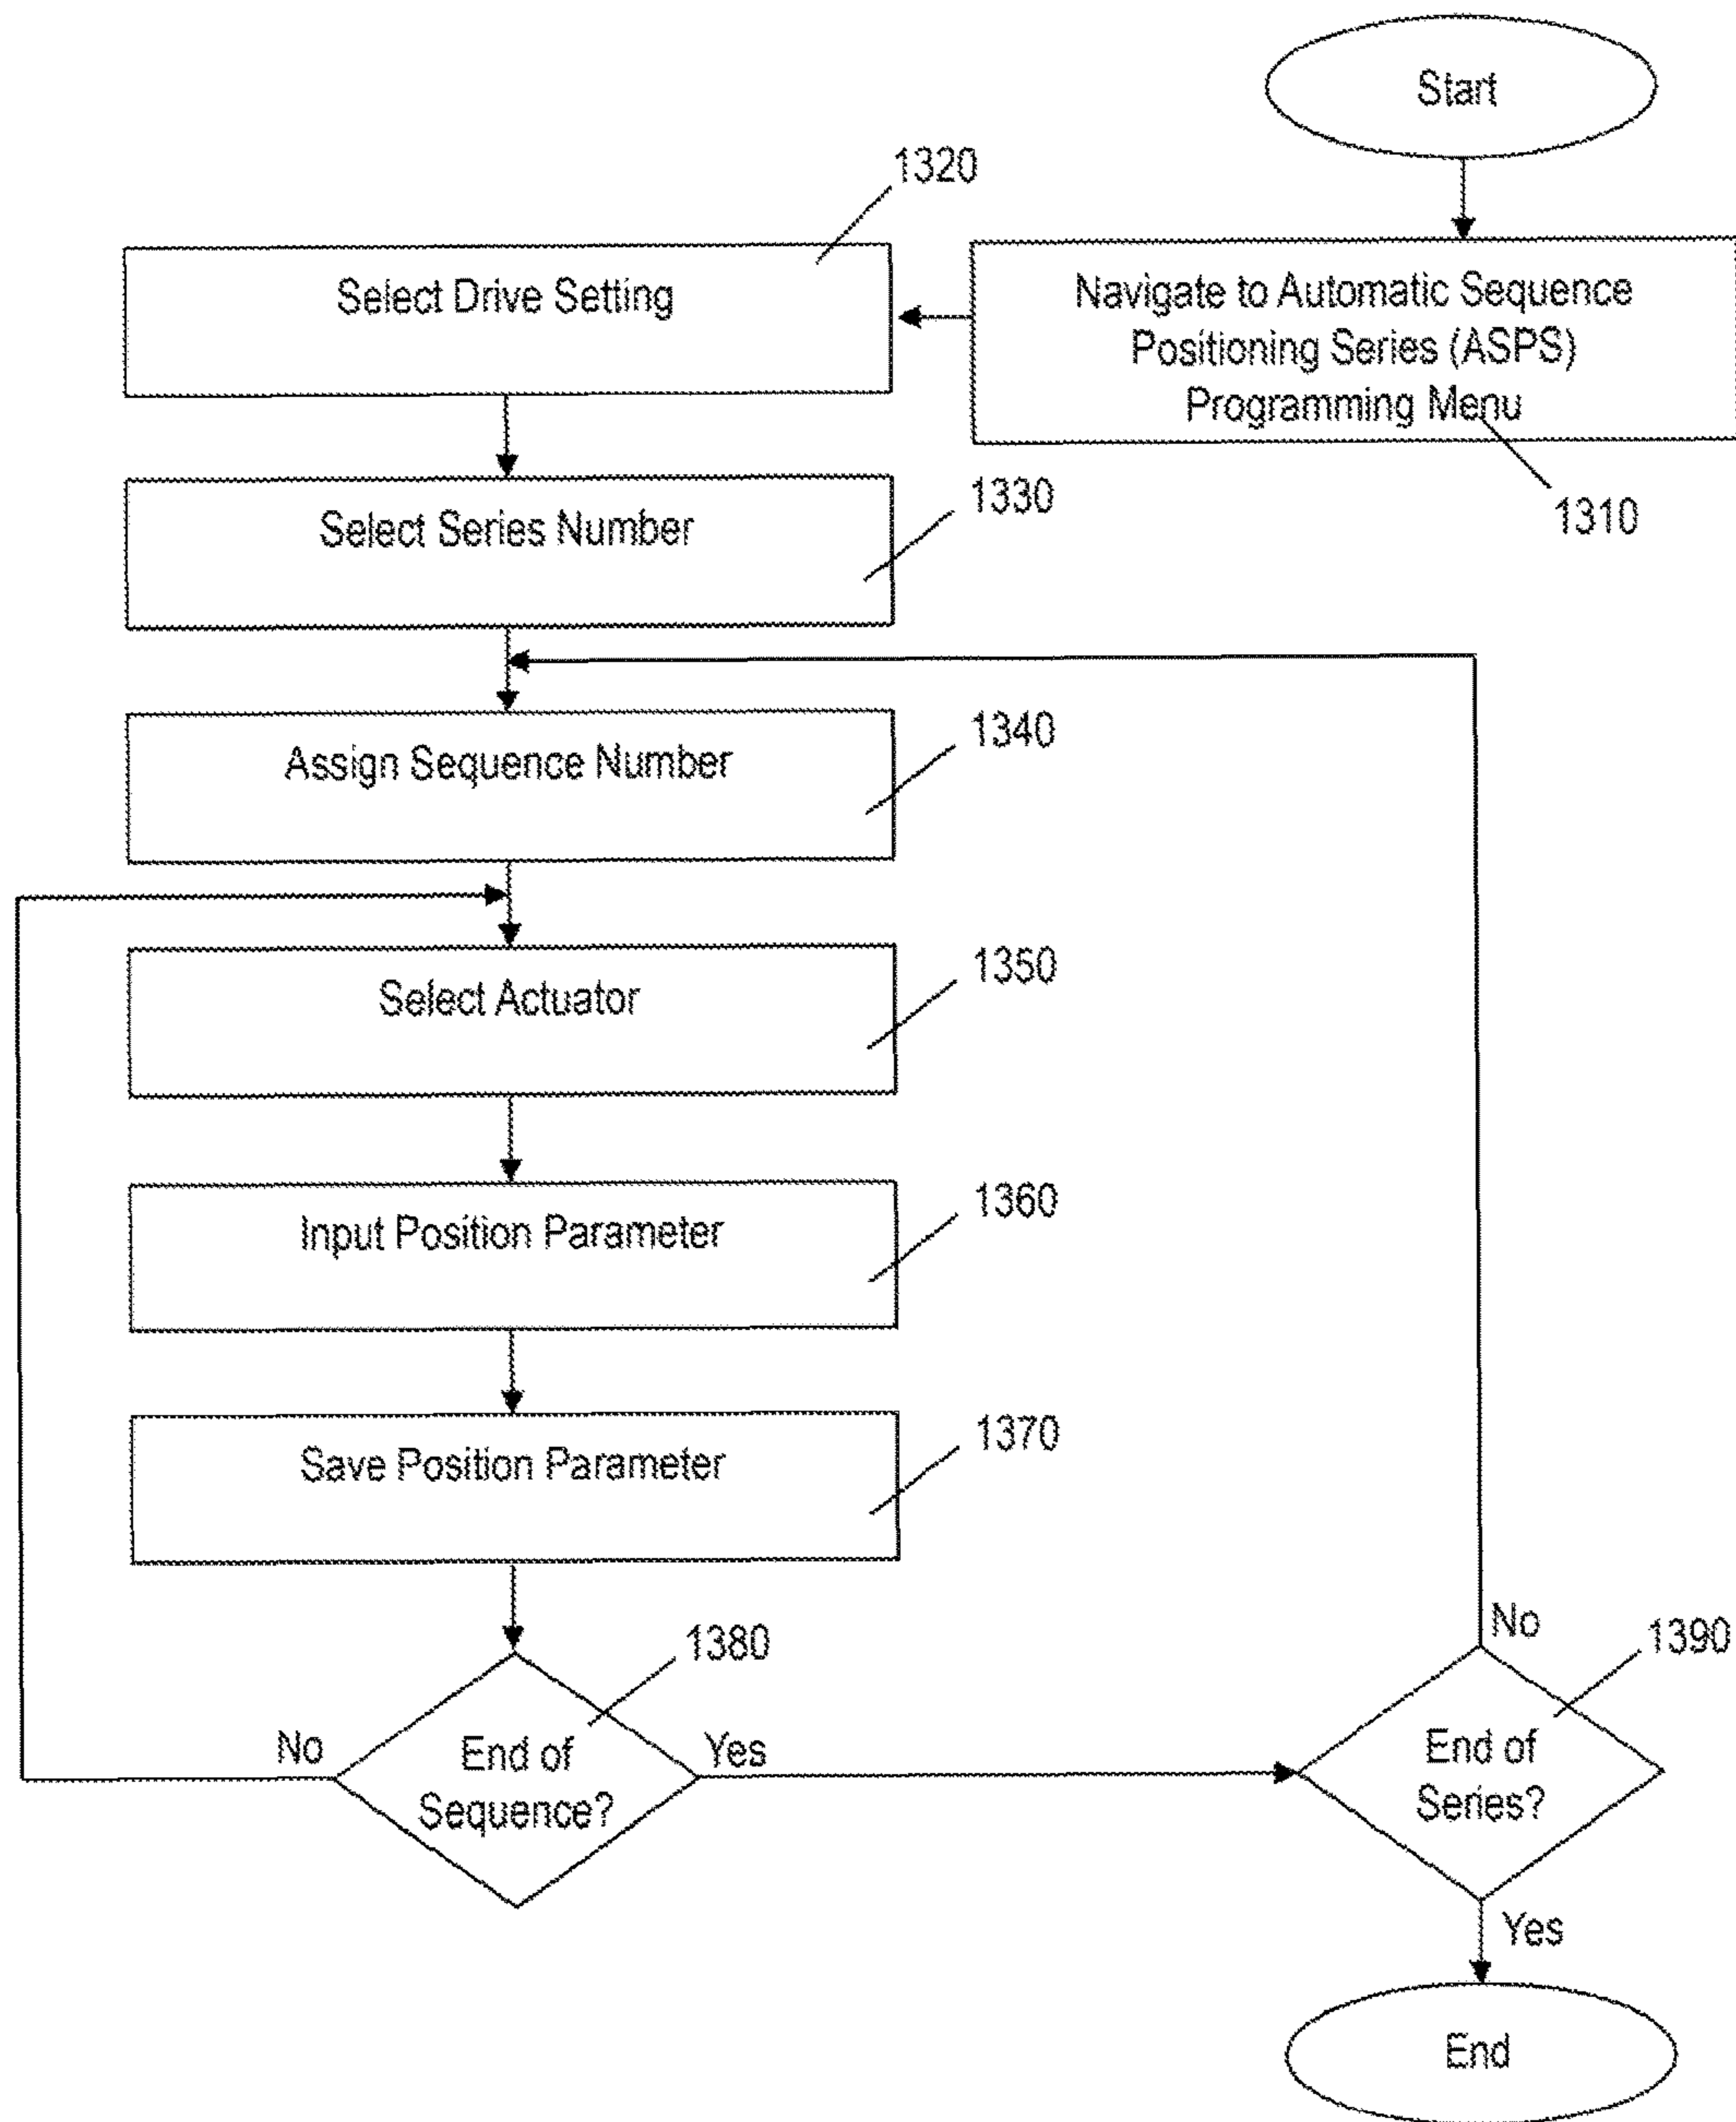 Start
1320
Select Drive Setting
Navigate to Automatic Sequence
Positioning Series (ASPS)
Programming Menu
1310
Select Series Number
1330
Assign Sequence Number
1340
Select Actuator
1350
Input Position Parameter
1360
Save Position Parameter
1370
1380
End of
Sequence?
No
Yes
1390
End of
Series?
No
Yes
End